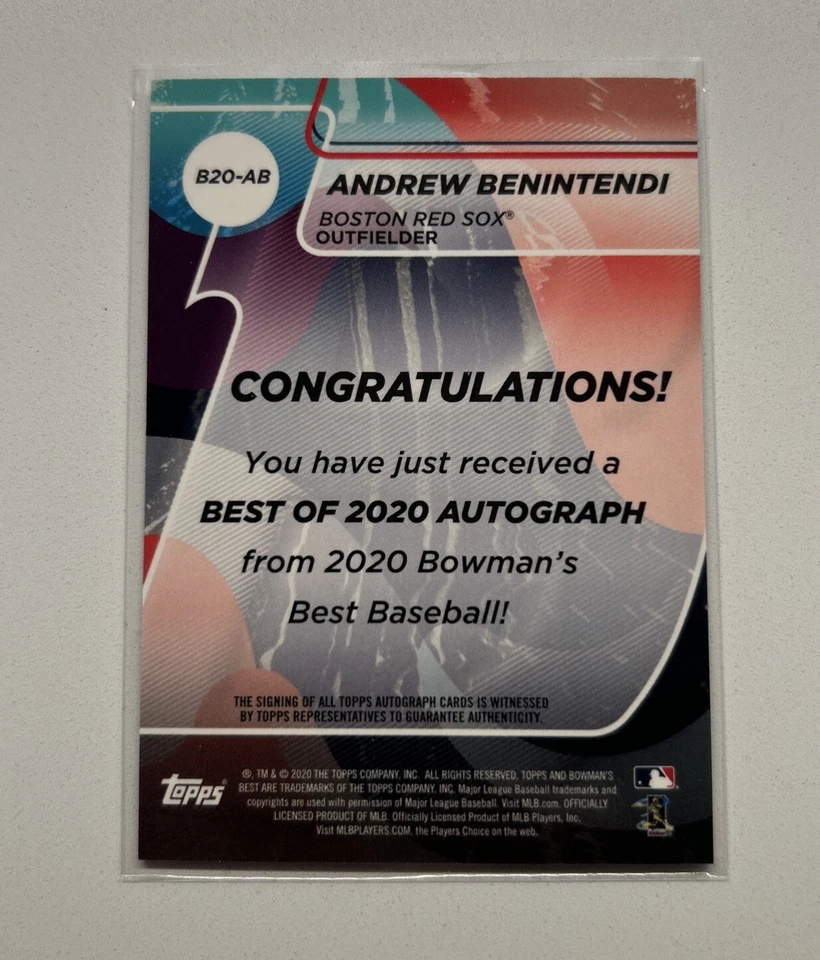 B20-AB
ANDREW BENINTENDI
BOSTON RED SOX®
OUTFIELDER
CONGRATULATIONS!
You have just received a
BEST OF 2020 AUTOGRAPH
from 2020 Bowman's
Best Baseball!
THE SIGNING OF ALL TOPPS AUTOGRAPH CARDS IS WITNESSED
BY TOPPS REPRESENTATIVES TO GUARANTEE AUTHENTICITY.
Topps®
®, TM & © 2020 THE TOPPS COMPANY, INC. ALL RIGHTS RESERVED. TOPPS AND BOWMAN'S
BEST ARE TRADEMARKS OF THE TOPPS COMPANY, INC. Major League Baseball trademarks and
copyrights are used with permission of Major League Baseball. Visit MLB.com. OFFICIALLY
LICENSED PRODUCT OF MLB. Officially Licensed Product of MLB Players, Inc.
Visit MLBPLAYERS.COM, the Players Choice on the web.